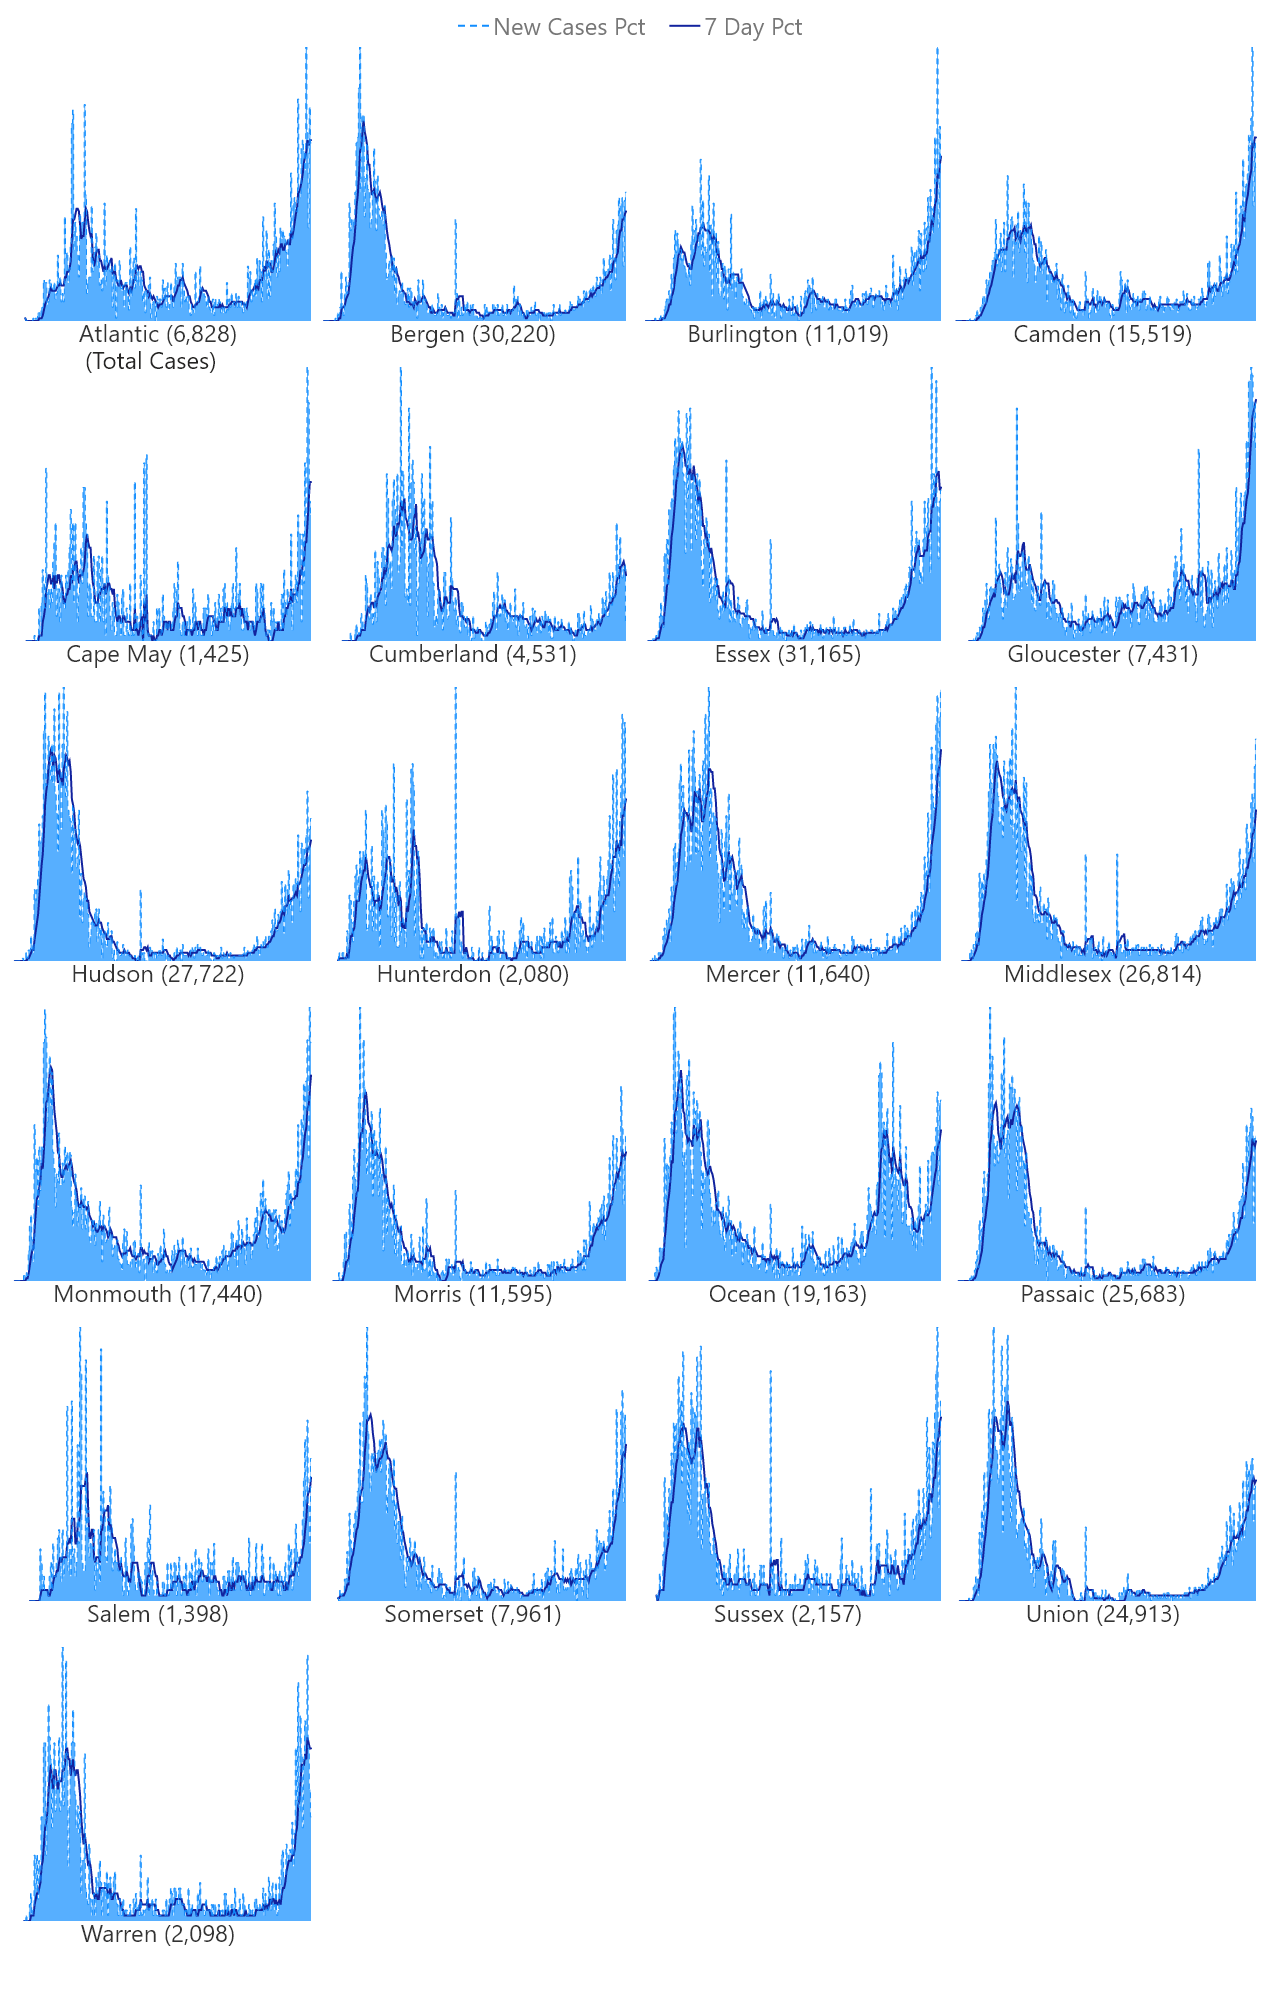 New Cases Pct 7 Day Pct
Atlantic (6,828) Bergen (30,220) Burlington (11,019) Camden (15,519)
(Total Cases)
Cape May (1,425) Cumberland (4,531) Essex (31,165) Gloucester (7,431)
Hudson (27,722) Hunterdon (2,080) Mercer (11,640) Middlesex (26,814)
Monmouth (17,440) Morris (11,595) Ocean (19,163) Passaic (25,683)
Salem (1,398) Somerset (7,961) Sussex (2,157) Union (24,913)
Warren (2,098)